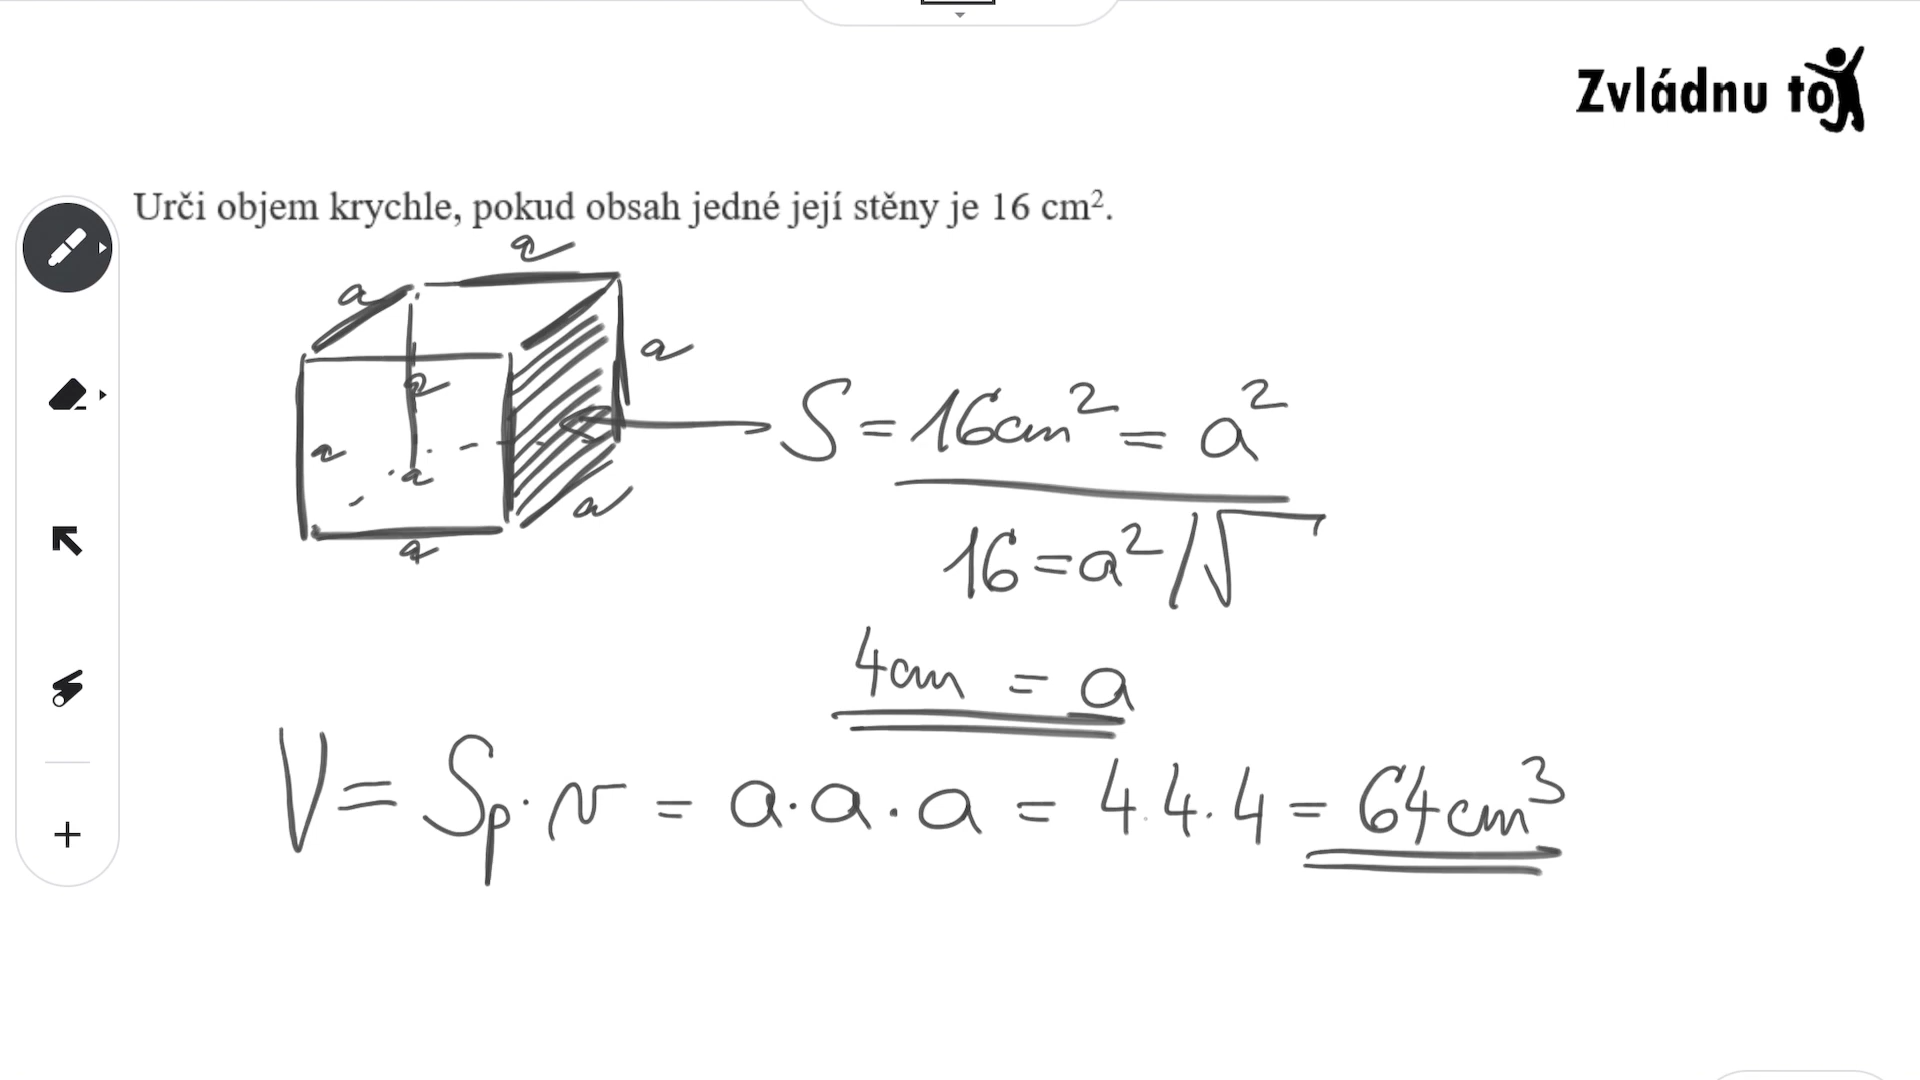 Zvládnu to
Urči objem krychle, pokud obsah jedné její stěny je 16 cm².
a
a
a
a
a
a
a
a
S = 16cm² = a²
16 = a² /√
4cm = a
V = Sp · v = a · a · a = 4 . 4 . 4 = 64cm³